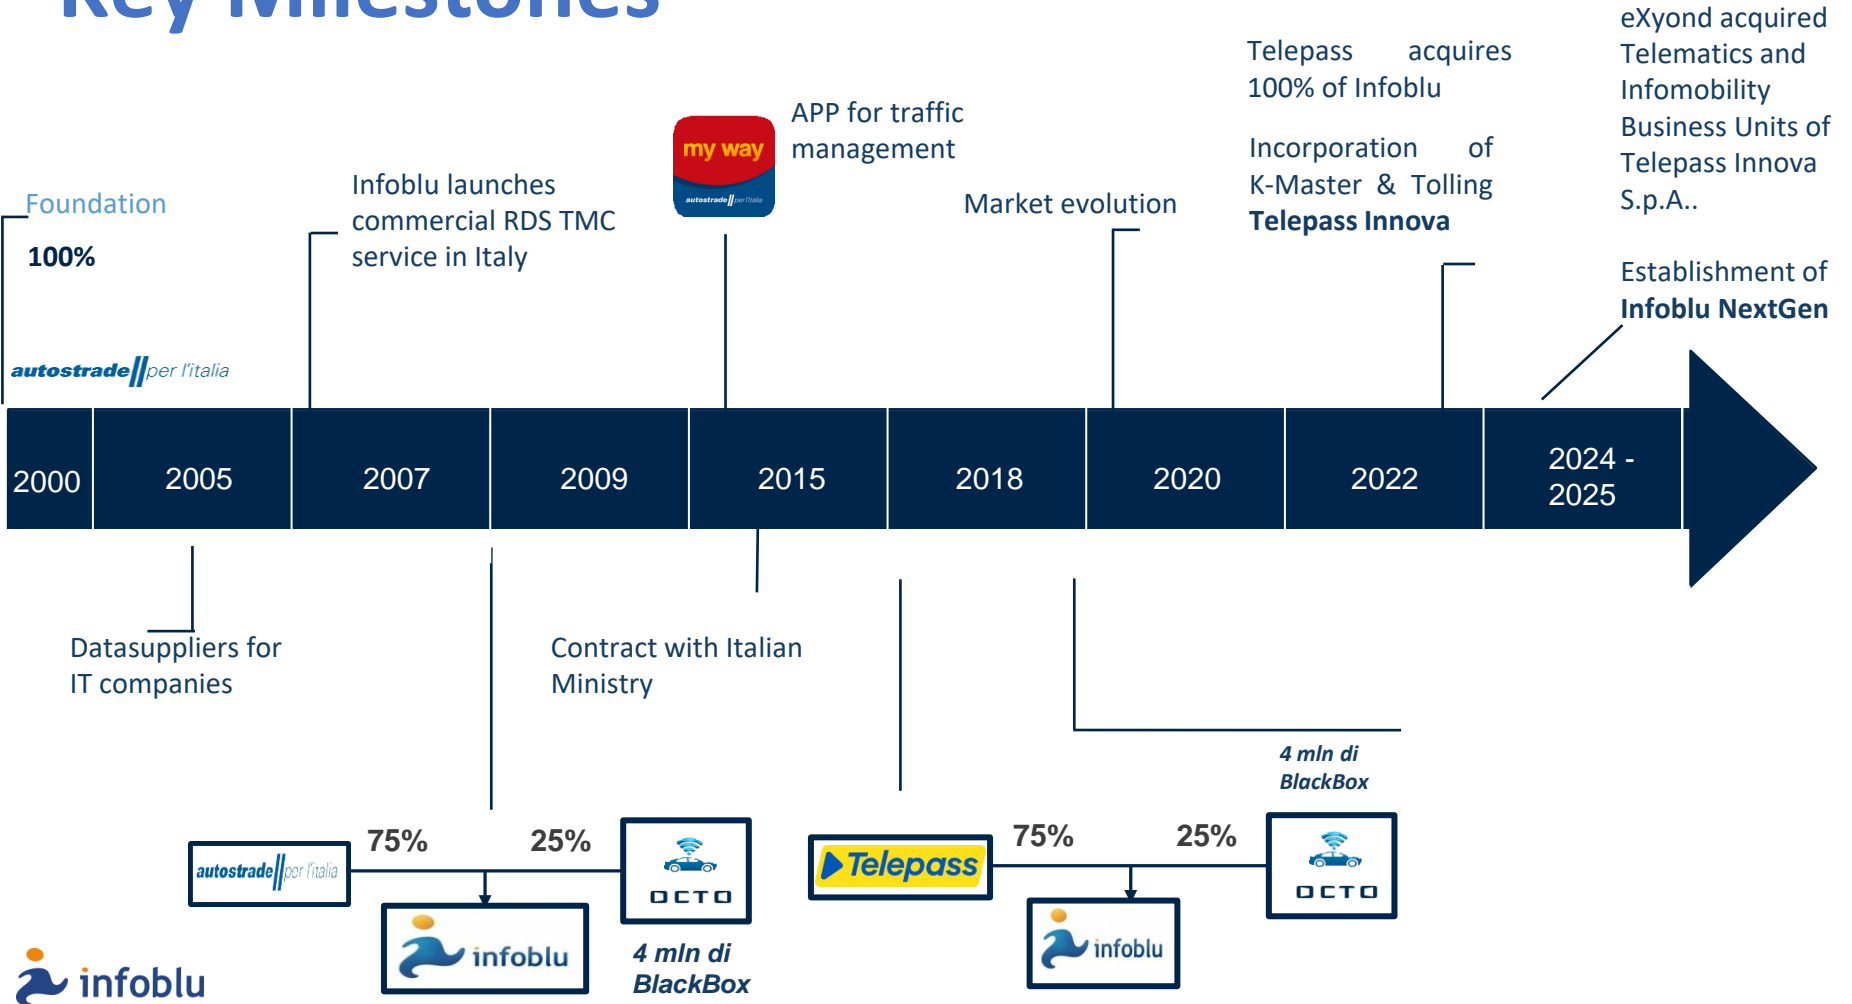 Key Milestones
Foundation
100%
autostrade per l'italia
Infoblu launches
commercial RDS TMC
service in Italy
my way
autostrade per l'italia
APP for traffic
management
Market evolution
Telepass acquires
100% of Infoblu
Incorporation of
K-Master & Tolling
Telepass Innova
eXyond acquired
Telematics and
Infomobility
Business Units of
Telepass Innova
S.p.A..
Establishment of
Infoblu NextGen
2000
2005
2007
2009
2015
2018
2020
2022
2024 -
2025
Datasuppliers for
IT companies
Contract with Italian
Ministry
autostrade per l'italia
75%
25%
OCTO
infoblu
4 mln di
BlackBox
Telepass
75%
25%
4 mln di
BlackBox
OCTO
infoblu
infoblu